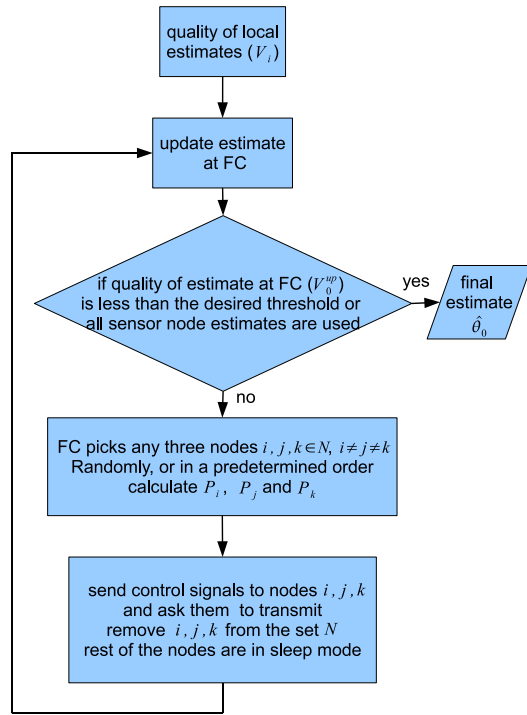 quality of local
estimates (V_i)
update estimate
at FC
if quality of estimate at FC (V_0^{up})
is less than the desired threshold or
all sensor node estimates are used
yes
final
estimate
θ̂_0
no
FC picks any three nodes i, j, k∈N, i≠j≠k
Randomly, or in a predetermined order
calculate P_i, P_j and P_k
send control signals to nodes i, j, k
and ask them to transmit
remove i, j, k from the set N
rest of the nodes are in sleep mode